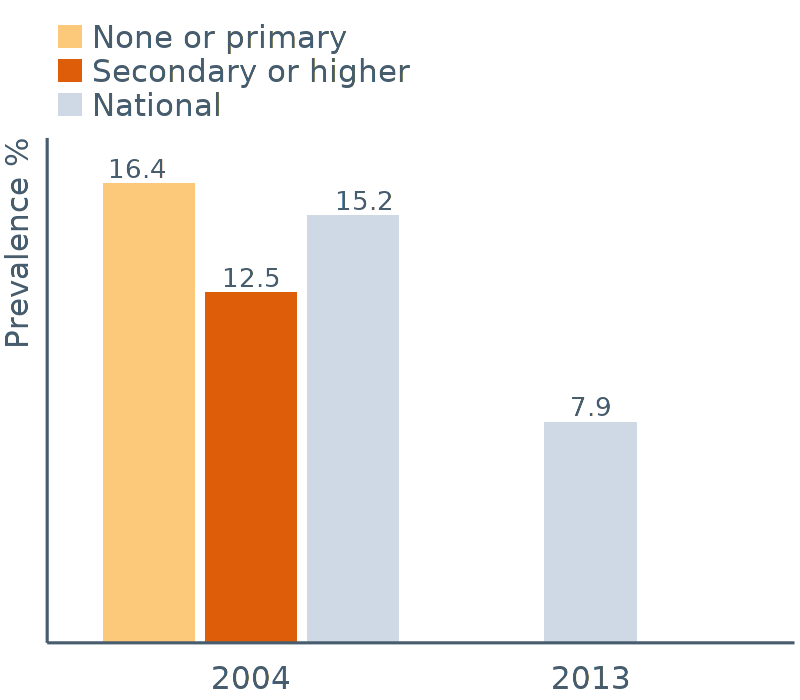 None or primary
Secondary or higher
National
Prevalence %
16.4
12.5
15.2
7.9
2004
2013